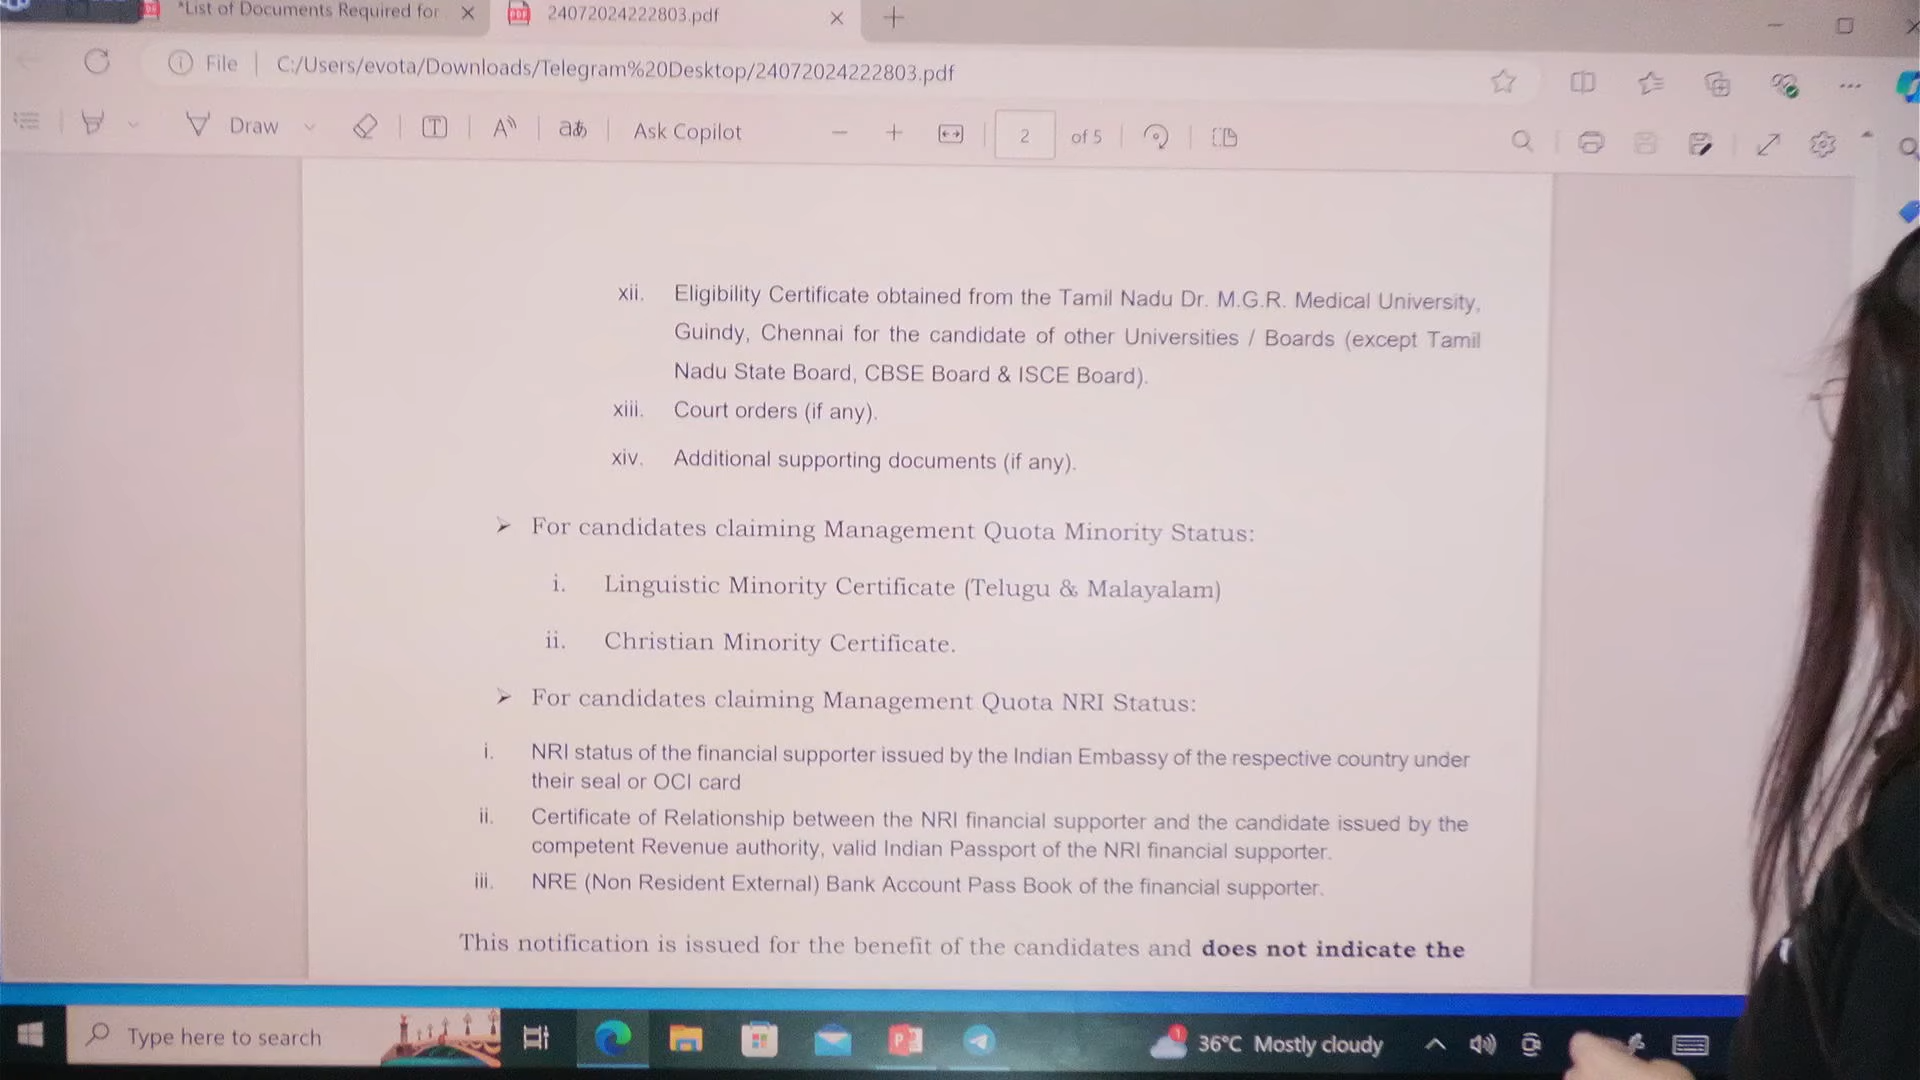 *List of Documents Required for
24072024222803.pdf
File
C:/Users/evota/Downloads/Telegram%20Desktop/24072024222803.pdf
Draw
aあ
Ask Copilot
2
of 5
xii. Eligibility Certificate obtained from the Tamil Nadu Dr. M.G.R. Medical University,
Guindy, Chennai for the candidate of other Universities / Boards (except Tamil
Nadu State Board, CBSE Board & ISCE Board).
xiii. Court orders (if any).
xiv. Additional supporting documents (if any).
➢ For candidates claiming Management Quota Minority Status:
i. Linguistic Minority Certificate (Telugu & Malayalam)
ii. Christian Minority Certificate.
➢ For candidates claiming Management Quota NRI Status:
i. NRI status of the financial supporter issued by the Indian Embassy of the respective country under
their seal or OCI card
ii. Certificate of Relationship between the NRI financial supporter and the candidate issued by the
competent Revenue authority, valid Indian Passport of the NRI financial supporter.
iii. NRE (Non Resident External) Bank Account Pass Book of the financial supporter.
This notification is issued for the benefit of the candidates and does not indicate the
Type here to search
1
36°C Mostly cloudy